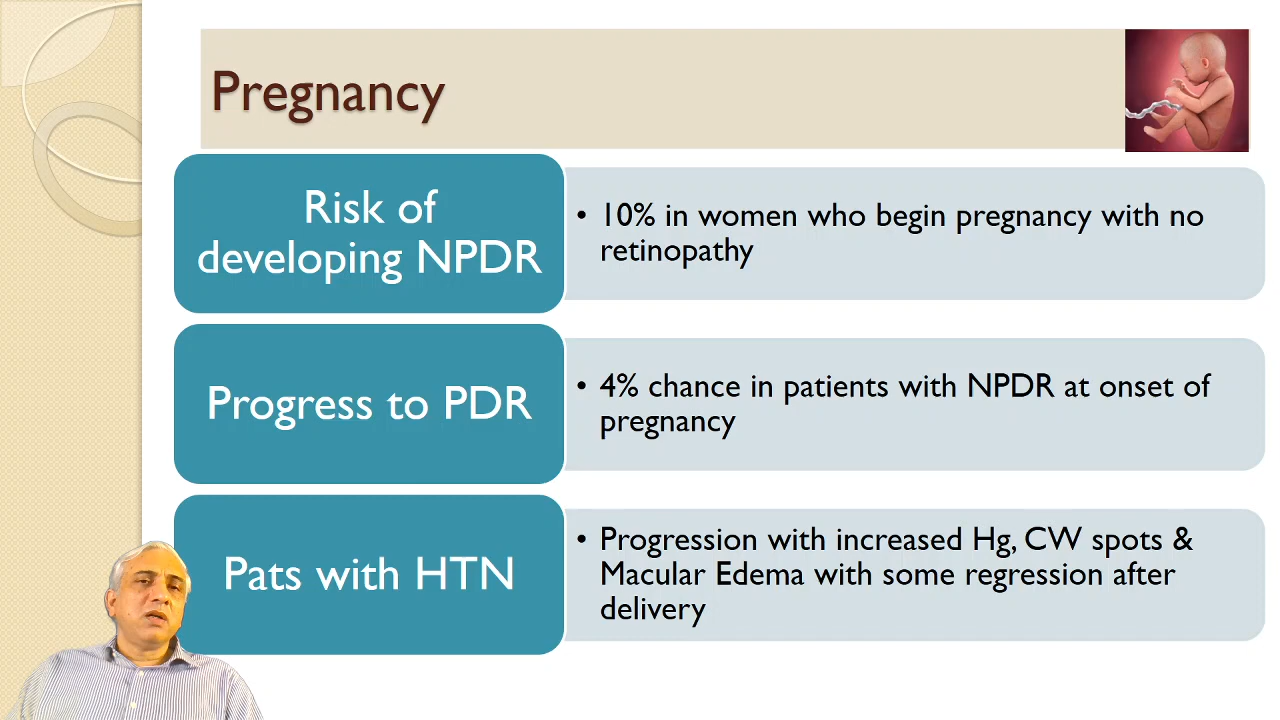 Pregnancy
Risk of
developing NPDR
• 10% in women who begin pregnancy with no
retinopathy
Progress to PDR
• 4% chance in patients with NPDR at onset of
pregnancy
Pats with HTN
• Progression with increased Hg, CW spots &
Macular Edema with some regression after
delivery